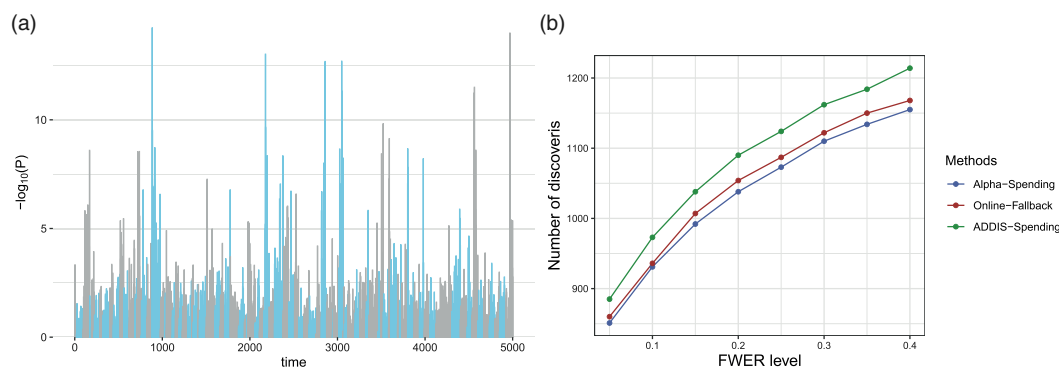 (a)
−log10(P)
10
5
0
0
1000
2000
3000
4000
5000
time
(b)
Number of discoveris
1200
1100
1000
900
0.1
0.2
0.3
0.4
FWER level
Methods
Alpha−Spending
Online−Fallback
ADDIS−Spending